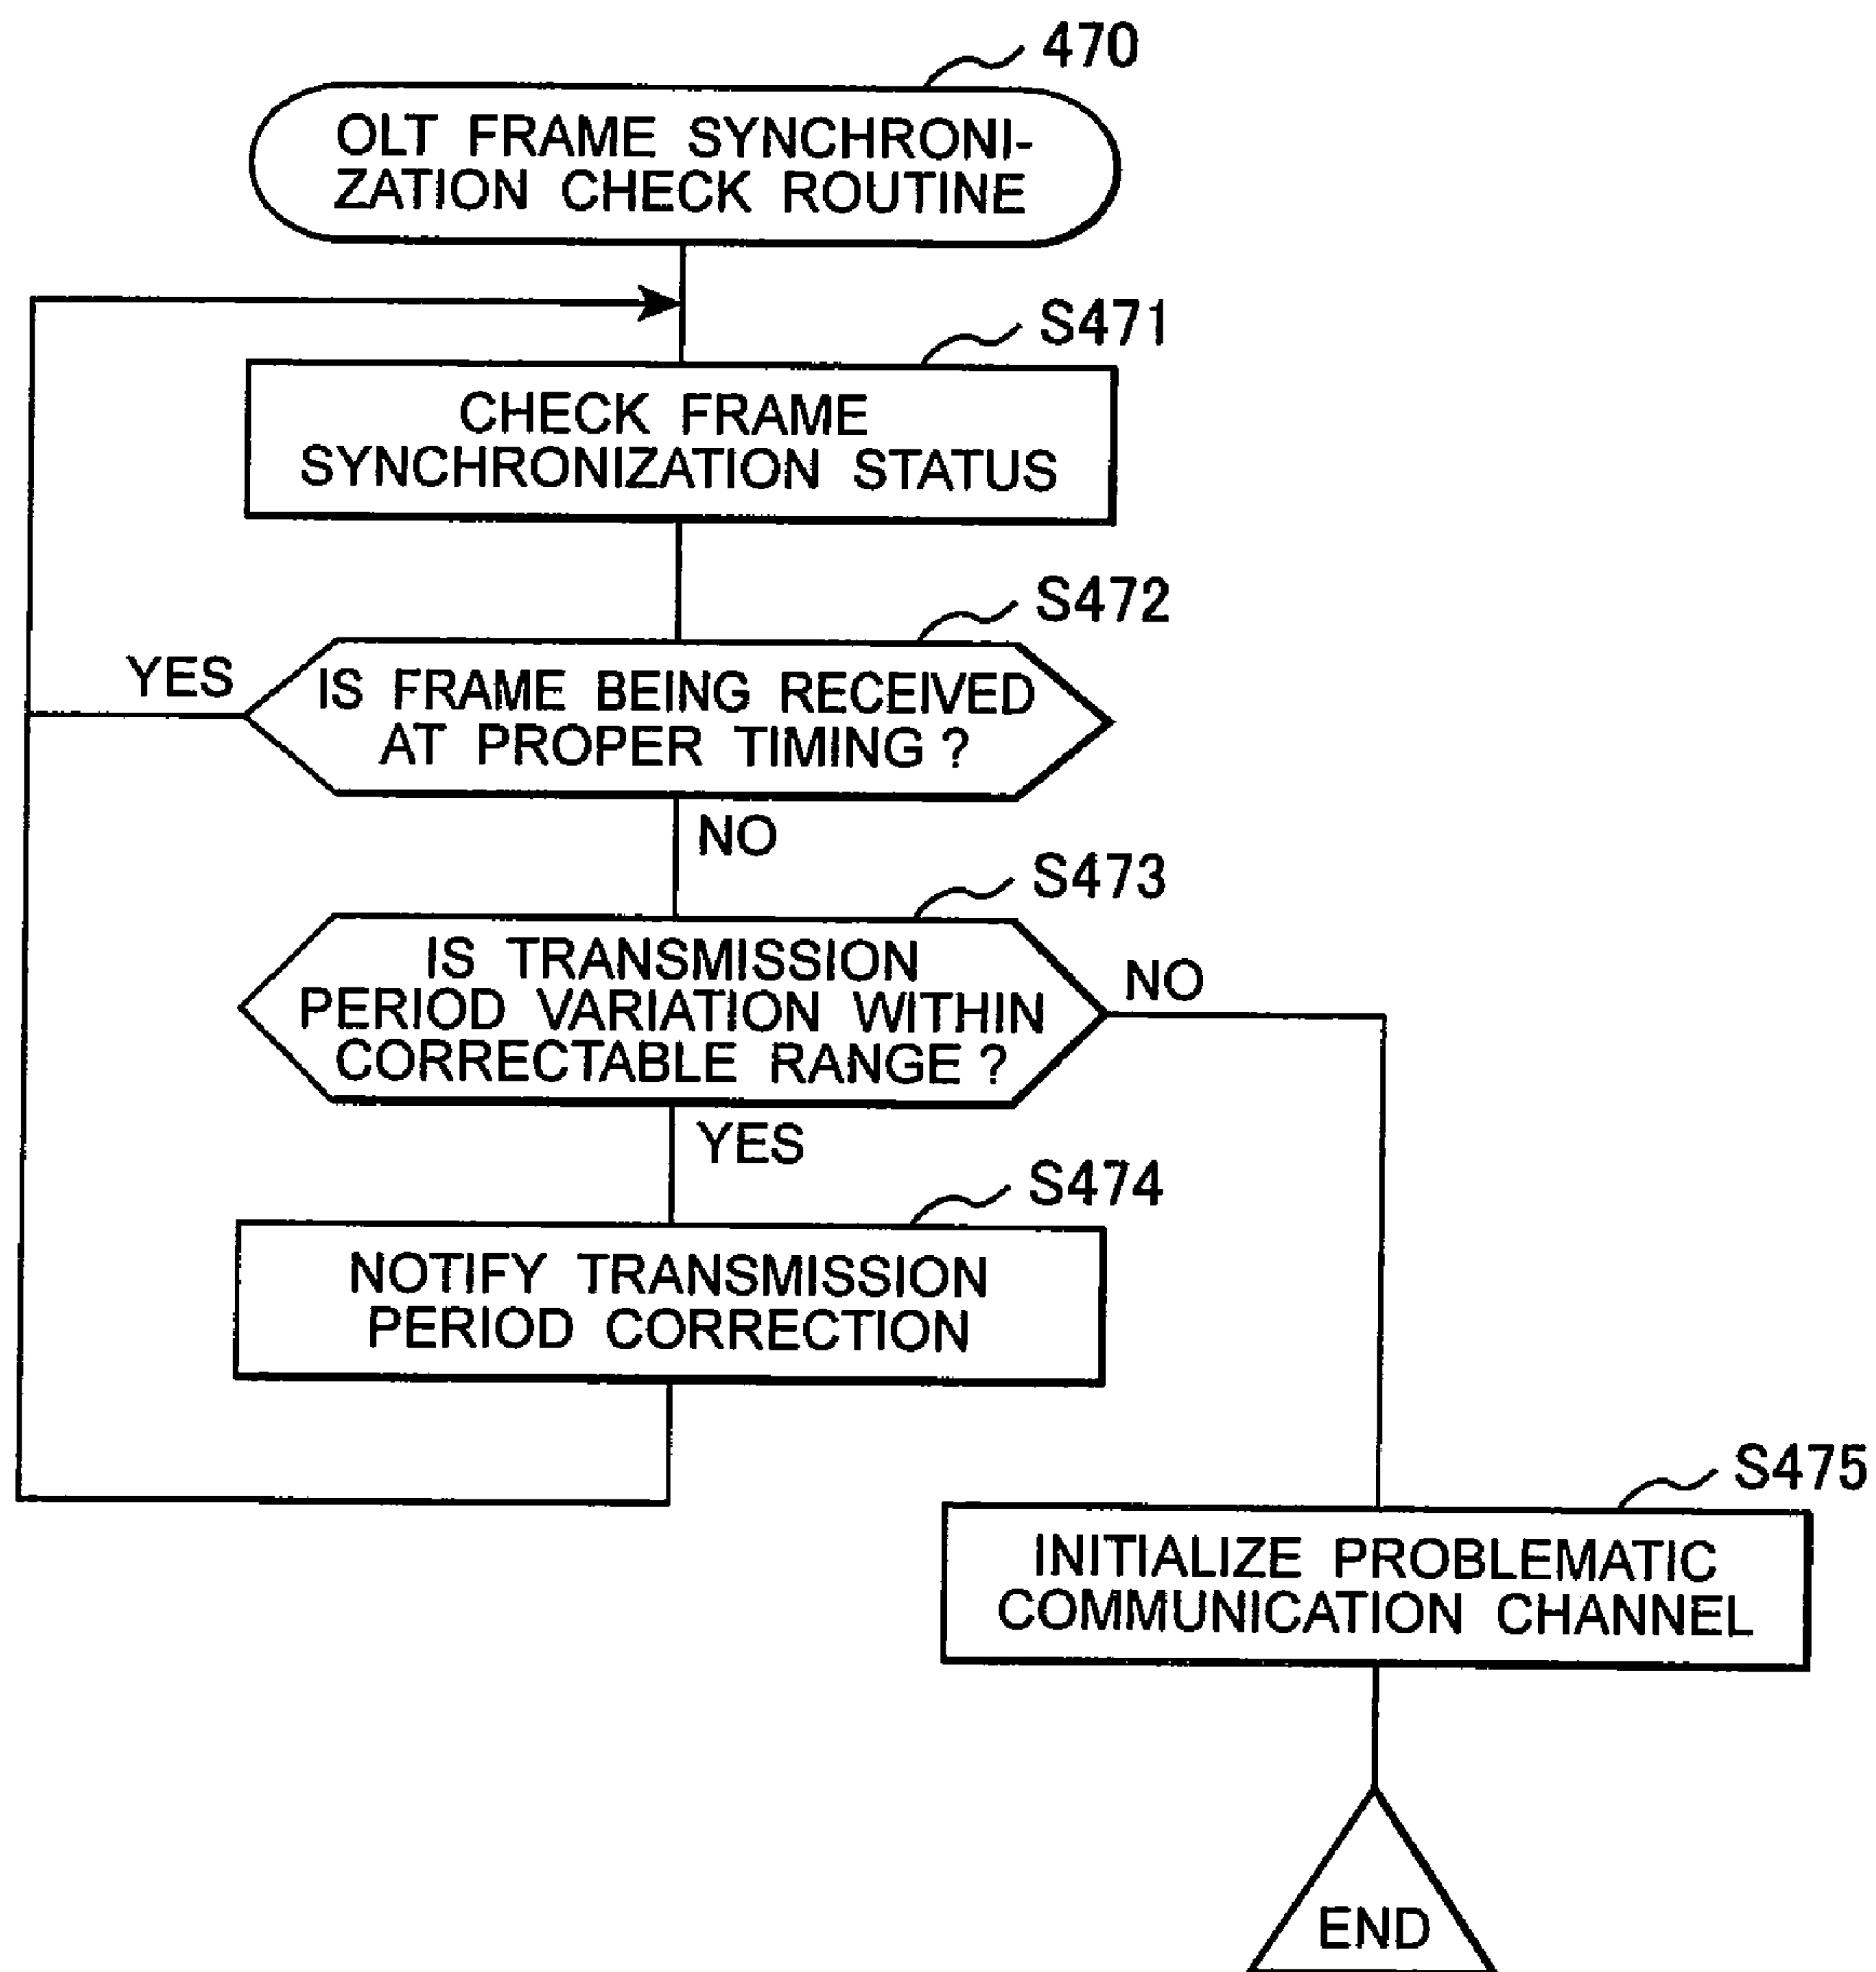 470
OLT FRAME SYNCHRONI-
ZATION CHECK ROUTINE
S471
CHECK FRAME
SYNCHRONIZATION STATUS
S472
YES
IS FRAME BEING RECEIVED
AT PROPER TIMING ?
NO
S473
IS TRANSMISSION
PERIOD VARIATION WITHIN
CORRECTABLE RANGE ?
NO
YES
S474
NOTIFY TRANSMISSION
PERIOD CORRECTION
S475
INITIALIZE PROBLEMATIC
COMMUNICATION CHANNEL
END